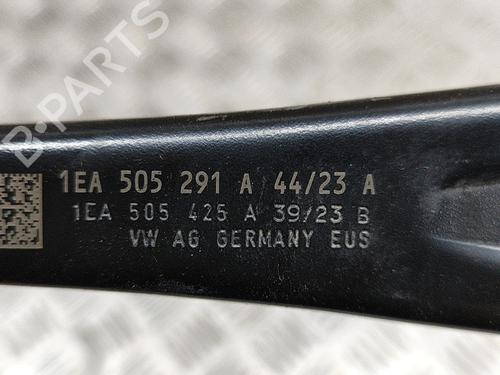 B-PARTS
1EA 505 291 A 44/23 A
1EA 505 425 A 39/23 B
VW AG GERMANY EUS